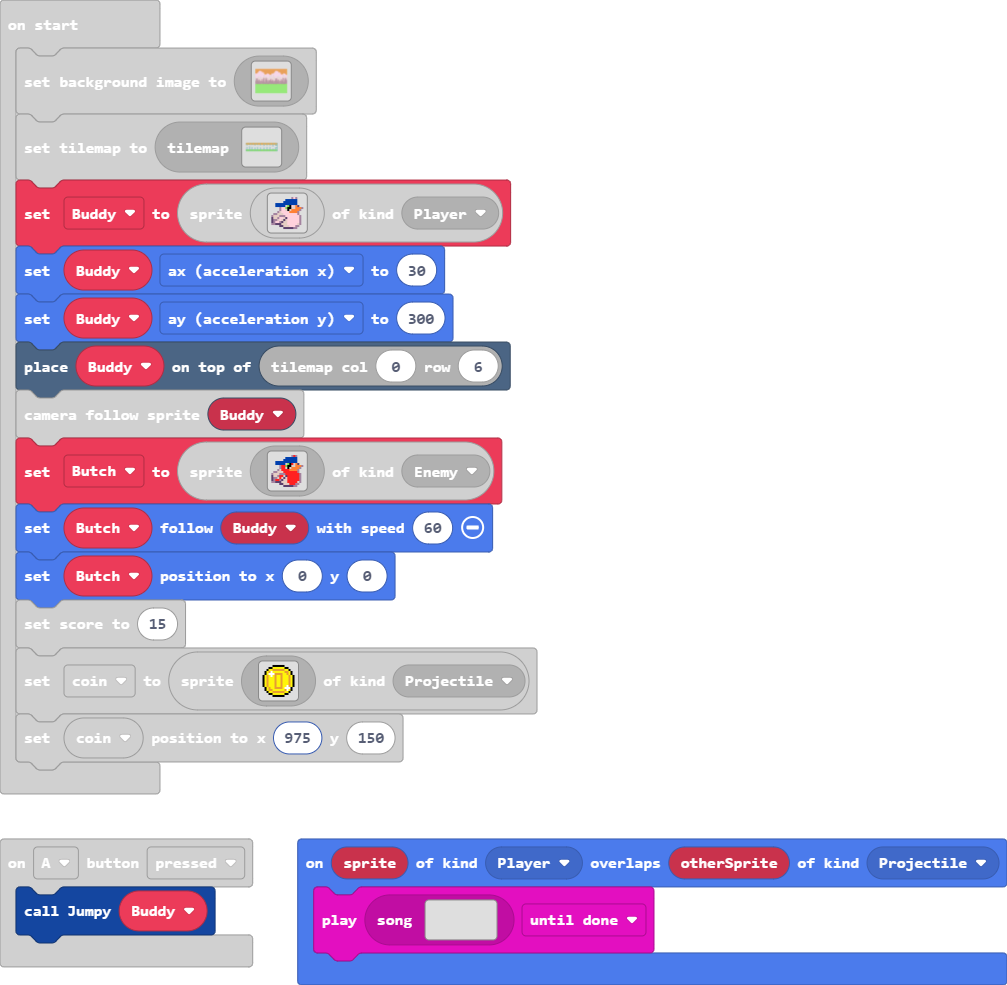 on start
set background image to
set tilemap to tilemap
set Buddy to sprite of kind Player
set Buddy ax (acceleration x) to 30
set Buddy ay (acceleration y) to 300
place Buddy on top of tilemap col 0 row 6
camera follow sprite Buddy
set Butch to sprite of kind Enemy
set Butch follow Buddy with speed 60
set Butch position to x 0 y 0
set score to 15
set coin to sprite of kind Projectile
set coin position to x 975 y 150
on A button pressed
call Jumpy Buddy
on sprite of kind Player overlaps otherSprite of kind Projectile
play song until done